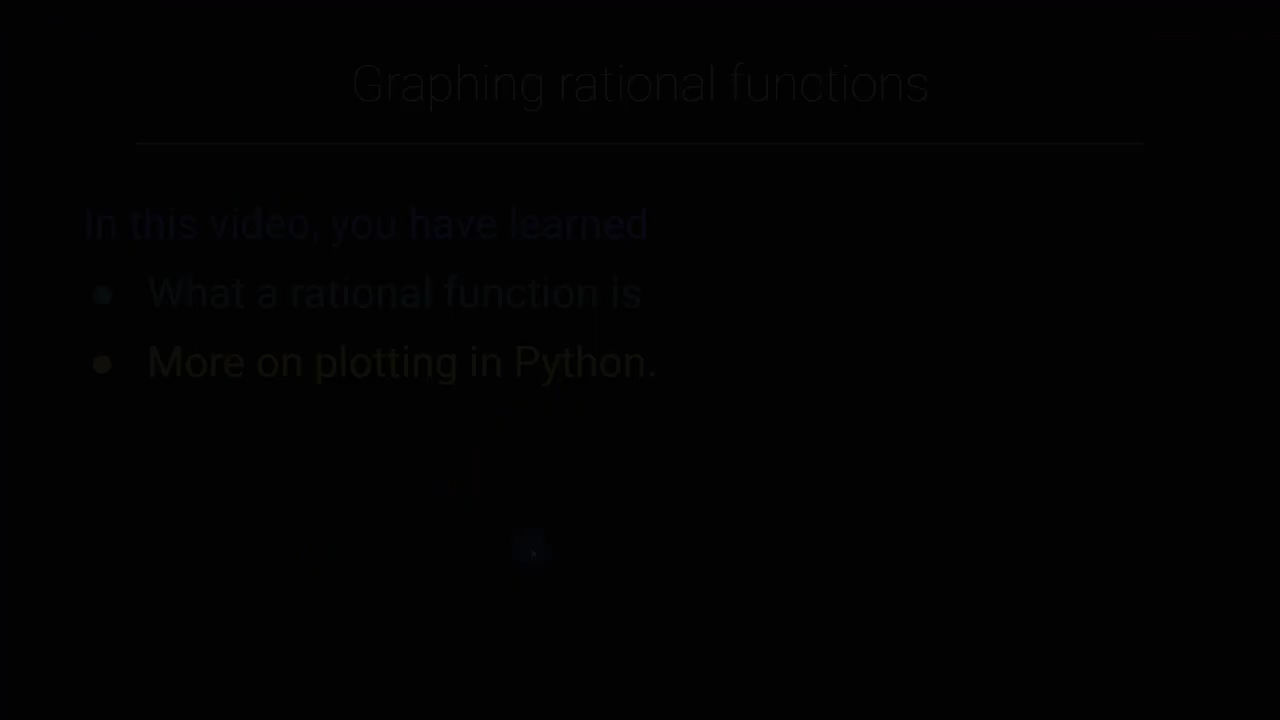 Graphing rational functions
In this video, you have learned
● What a rational function is
● More on plotting in Python.